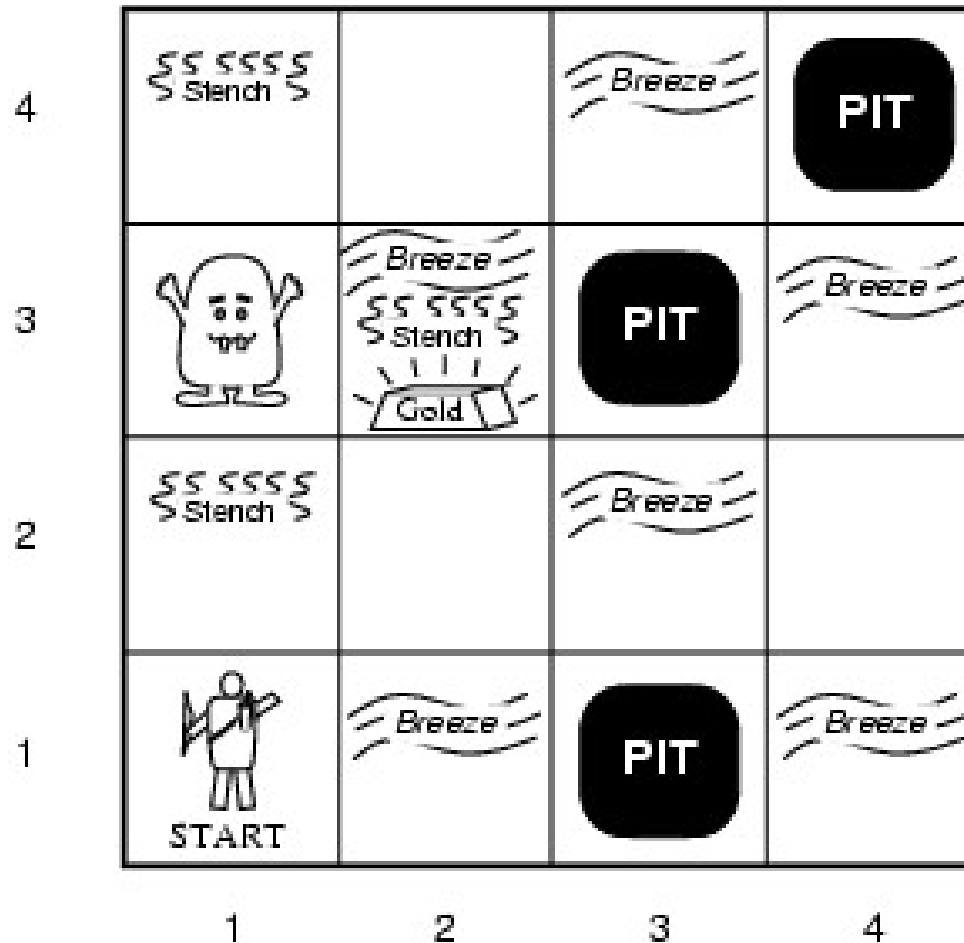 4
Stench
Breeze
PIT
3
Breeze
Stench
Gold
PIT
Breeze
2
Stench
Breeze
1
START
Breeze
PIT
Breeze
1 2 3 4